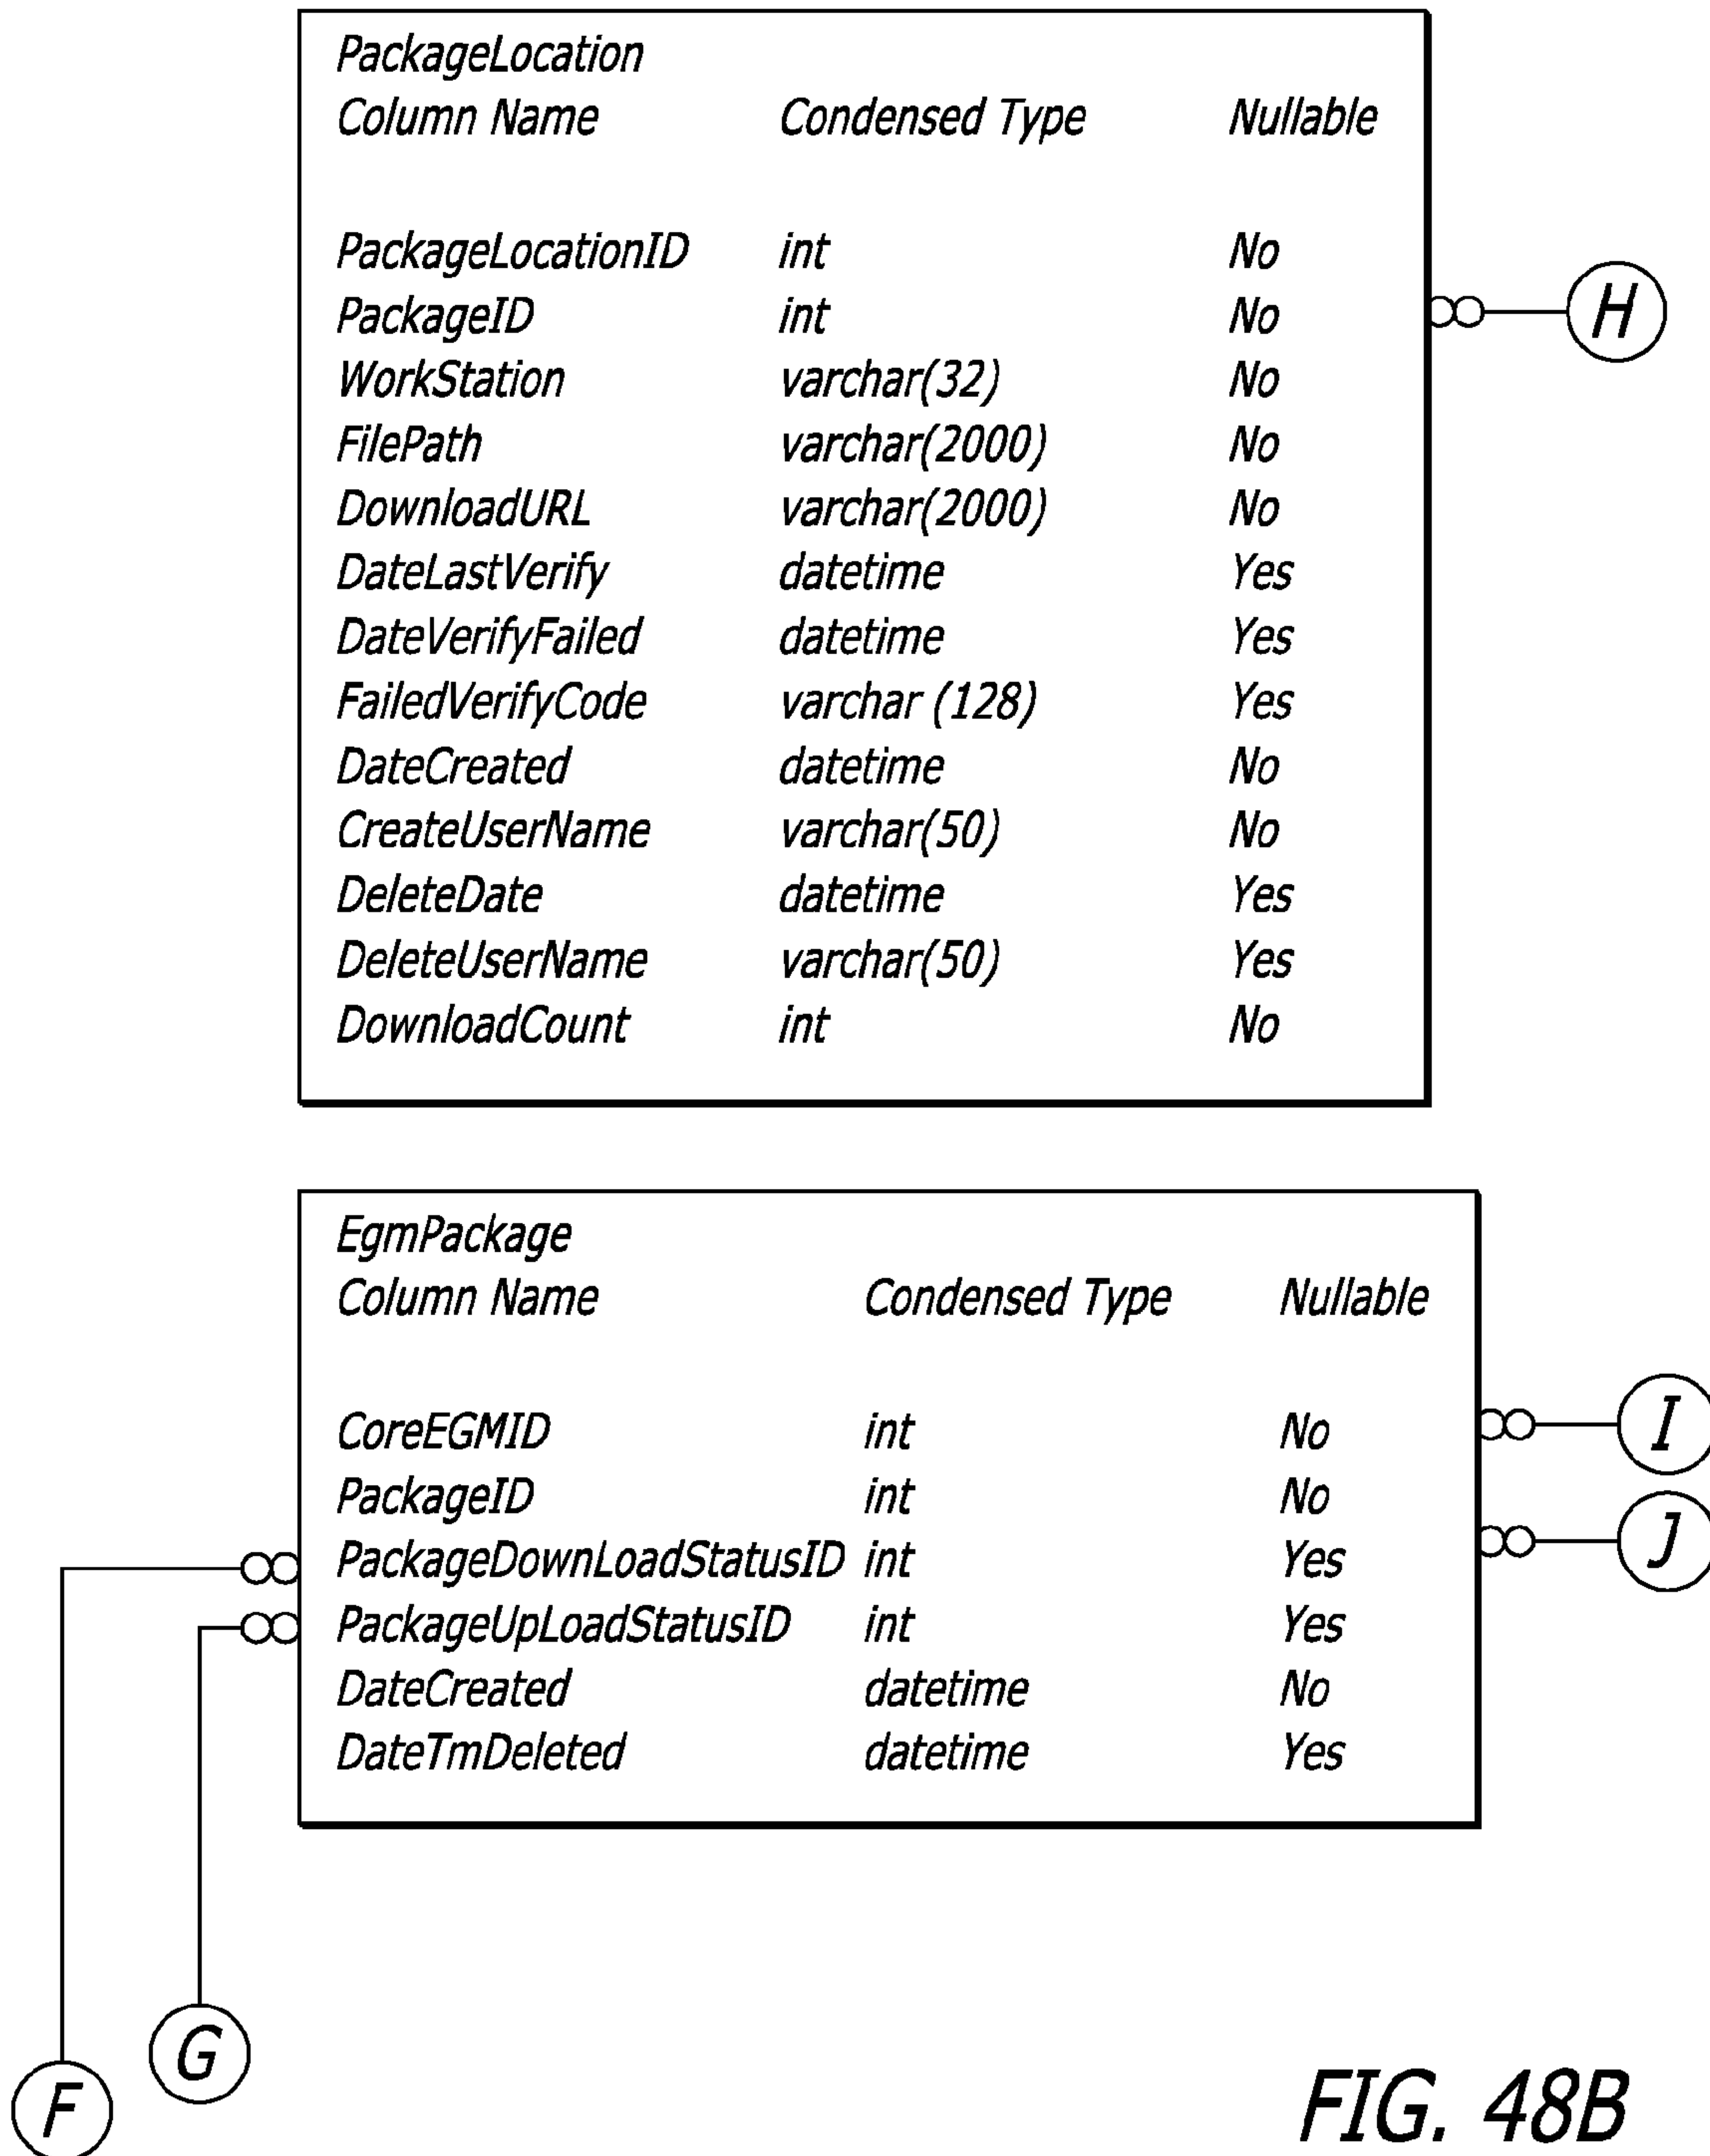 PackageLocation
Column Name Condensed Type Nullable
PackageLocationID int No
PackageID int No
H
WorkStation varchar(32) No
FilePath varchar(2000) No
DownloadURL varchar(2000) No
DateLastVerify datetime Yes
DateVerifyFailed datetime Yes
FailedVerifyCode varchar (128) Yes
DateCreated datetime No
CreateUserName varchar(50) No
DeleteDate datetime Yes
DeleteUserName varchar(50) Yes
DownloadCount int No
EgmPackage
Column Name Condensed Type Nullable
CoreEGMID int No
I
PackageID int No
PackageDownLoadStatusID int Yes
J
PackageUpLoadStatusID int Yes
DateCreated datetime No
DateTmDeleted datetime Yes
G
F
FIG. 48B